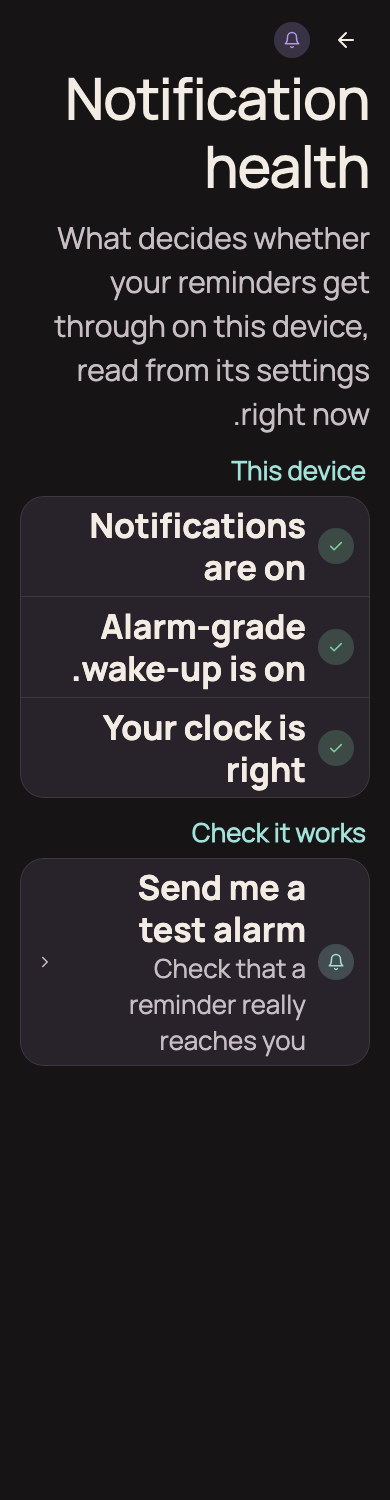 Notification
health
What decides whether
your reminders get
through on this device,
read from its settings
.right now
This device
Notifications
are on
Alarm-grade
.wake-up is on
Your clock is
right
Check it works
Send me a
test alarm
Check that a
reminder really
reaches you